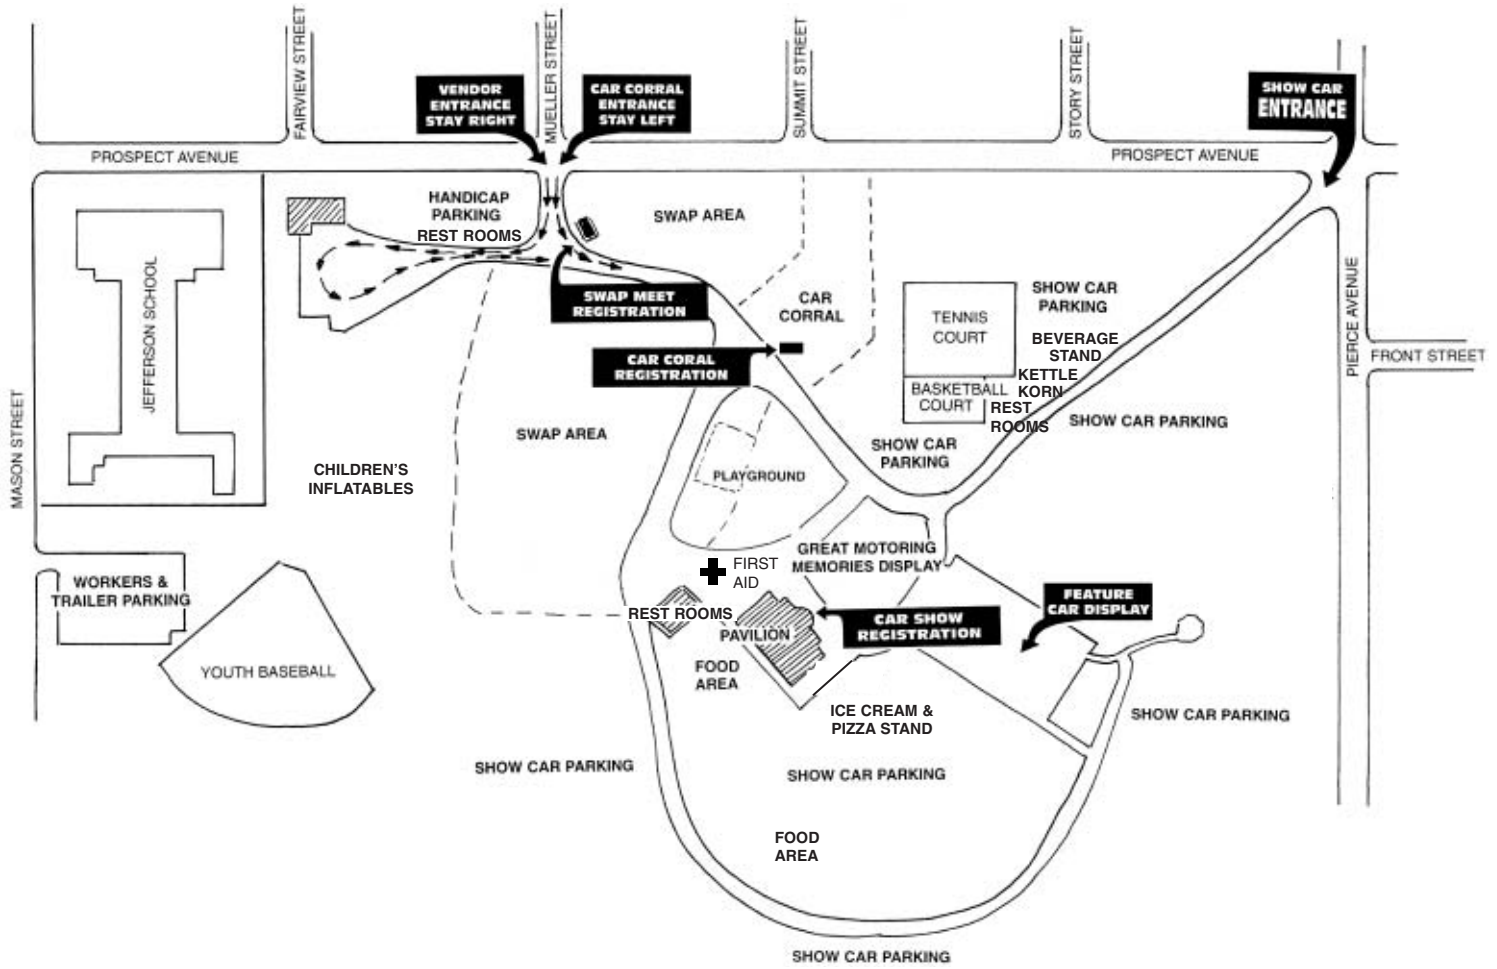 FAIRVIEW STREET
MUELLER STREET
SUMMIT STREET
STORY STREET
VENDOR
ENTRANCE
STAY RIGHT
CAR CORRAL
ENTRANCE
STAY LEFT
SHOW CAR
ENTRANCE
PROSPECT AVENUE
PROSPECT AVENUE
HANDICAP
PARKING
REST ROOMS
SWAP AREA
JEFFERSON SCHOOL
SWAP MEET
REGISTRATION
CAR
CORRAL
TENNIS
COURT
SHOW CAR
PARKING
BEVERAGE
STAND
KETTLE
KORN
REST
ROOMS
BASKETBALL
COURT
PIERCE AVENUE
FRONT STREET
CAR CORAL
REGISTRATION
MASON STREET
SWAP AREA
SHOW CAR
PARKING
SHOW CAR PARKING
CHILDREN'S
INFLATABLES
PLAYGROUND
GREAT MOTORING
MEMORIES DISPLAY
FIRST
AID
WORKERS &
TRAILER PARKING
REST ROOMS
PAVILION
CAR SHOW
REGISTRATION
FEATURE
CAR DISPLAY
YOUTH BASEBALL
FOOD
AREA
ICE CREAM &
PIZZA STAND
SHOW CAR PARKING
SHOW CAR PARKING
SHOW CAR PARKING
FOOD
AREA
SHOW CAR PARKING